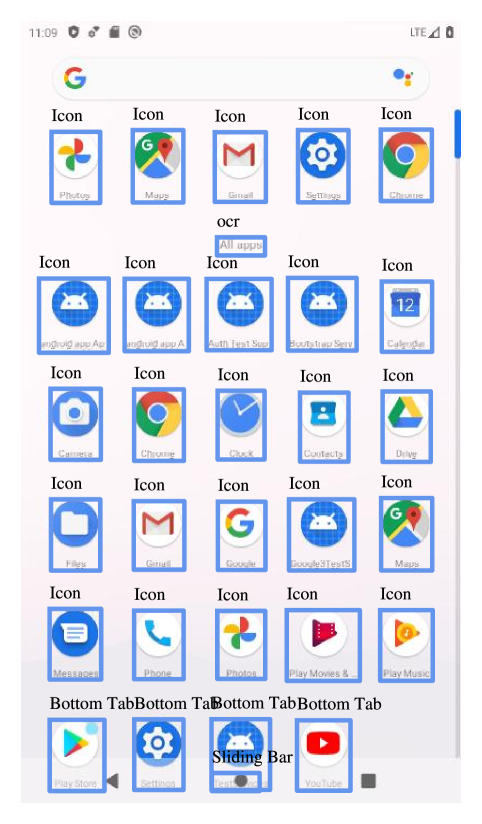 11:09 LTE
Icon Icon Icon Icon Icon
Photos Maps Gmail Settings Chrome
ocr
All apps
Icon Icon Icon Icon Icon
android app Ap android app A Auth Test Sup Bootstrap Serv Calendar
12
Icon Icon Icon Icon Icon
Camera Chrome Clock Contacts Drive
Icon Icon Icon Icon Icon
Files Gmail Google Google3TestS Maps
Icon Icon Icon Icon Icon
Messages Phone Photos Play Movies & ... Play Music
Bottom Tab Bottom Tab Bottom Tab Bottom Tab
Sliding Bar
Play Store Settings YouTube